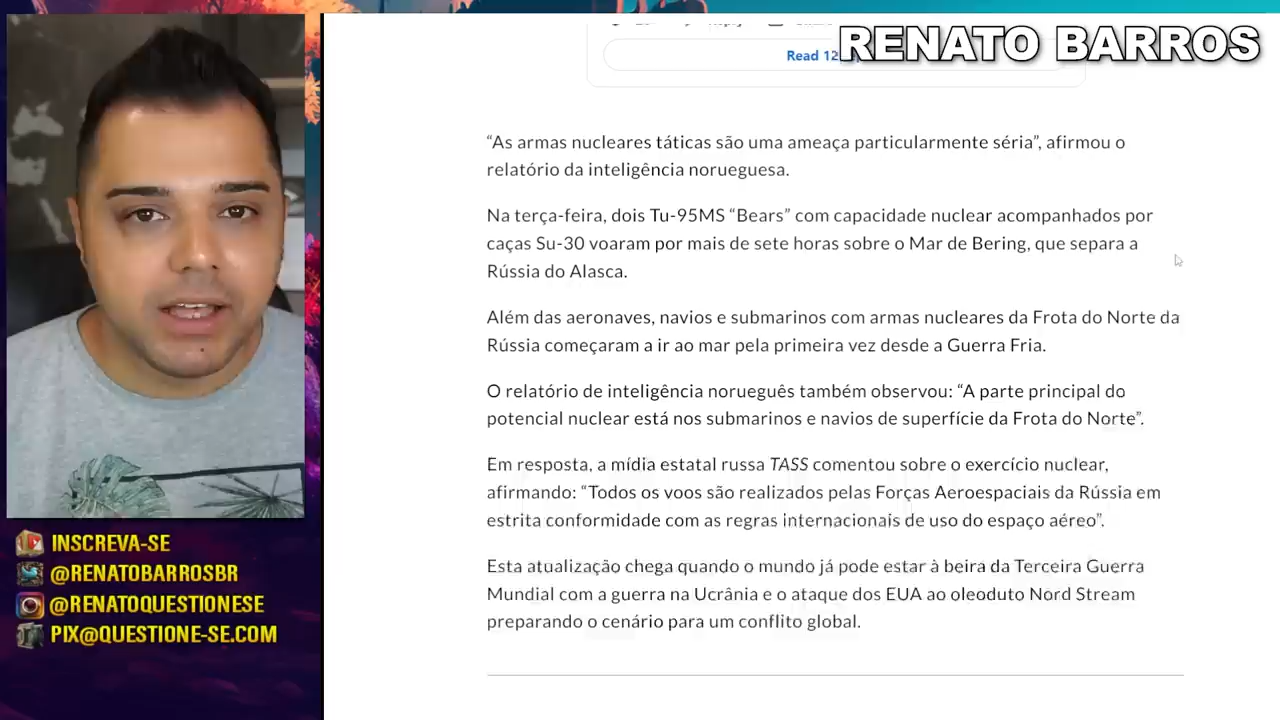 RENATO BARROS
Read 12
“As armas nucleares táticas são uma ameaça particularmente séria”, afirmou o
relatório da inteligência norueguesa.
Na terça-feira, dois Tu-95MS “Bears” com capacidade nuclear acompanhados por
caças Su-30 voaram por mais de sete horas sobre o Mar de Bering, que separa a
Rússia do Alasca.
Além das aeronaves, navios e submarinos com armas nucleares da Frota do Norte da
Rússia começaram a ir ao mar pela primeira vez desde a Guerra Fria.
O relatório de inteligência norueguês também observou: “A parte principal do
potencial nuclear está nos submarinos e navios de superfície da Frota do Norte”.
Em resposta, a mídia estatal russa TASS comentou sobre o exercício nuclear,
afirmando: “Todos os voos são realizados pelas Forças Aeroespaciais da Rússia em
estrita conformidade com as regras internacionais de uso do espaço aéreo”.
Esta atualização chega quando o mundo já pode estar à beira da Terceira Guerra
Mundial com a guerra na Ucrânia e o ataque dos EUA ao oleoduto Nord Stream
preparando o cenário para um conflito global.
INSCREVA-SE
@RENATOBARROSBR
@RENATOQUESTIONESE
PIX@QUESTIONE-SE.COM